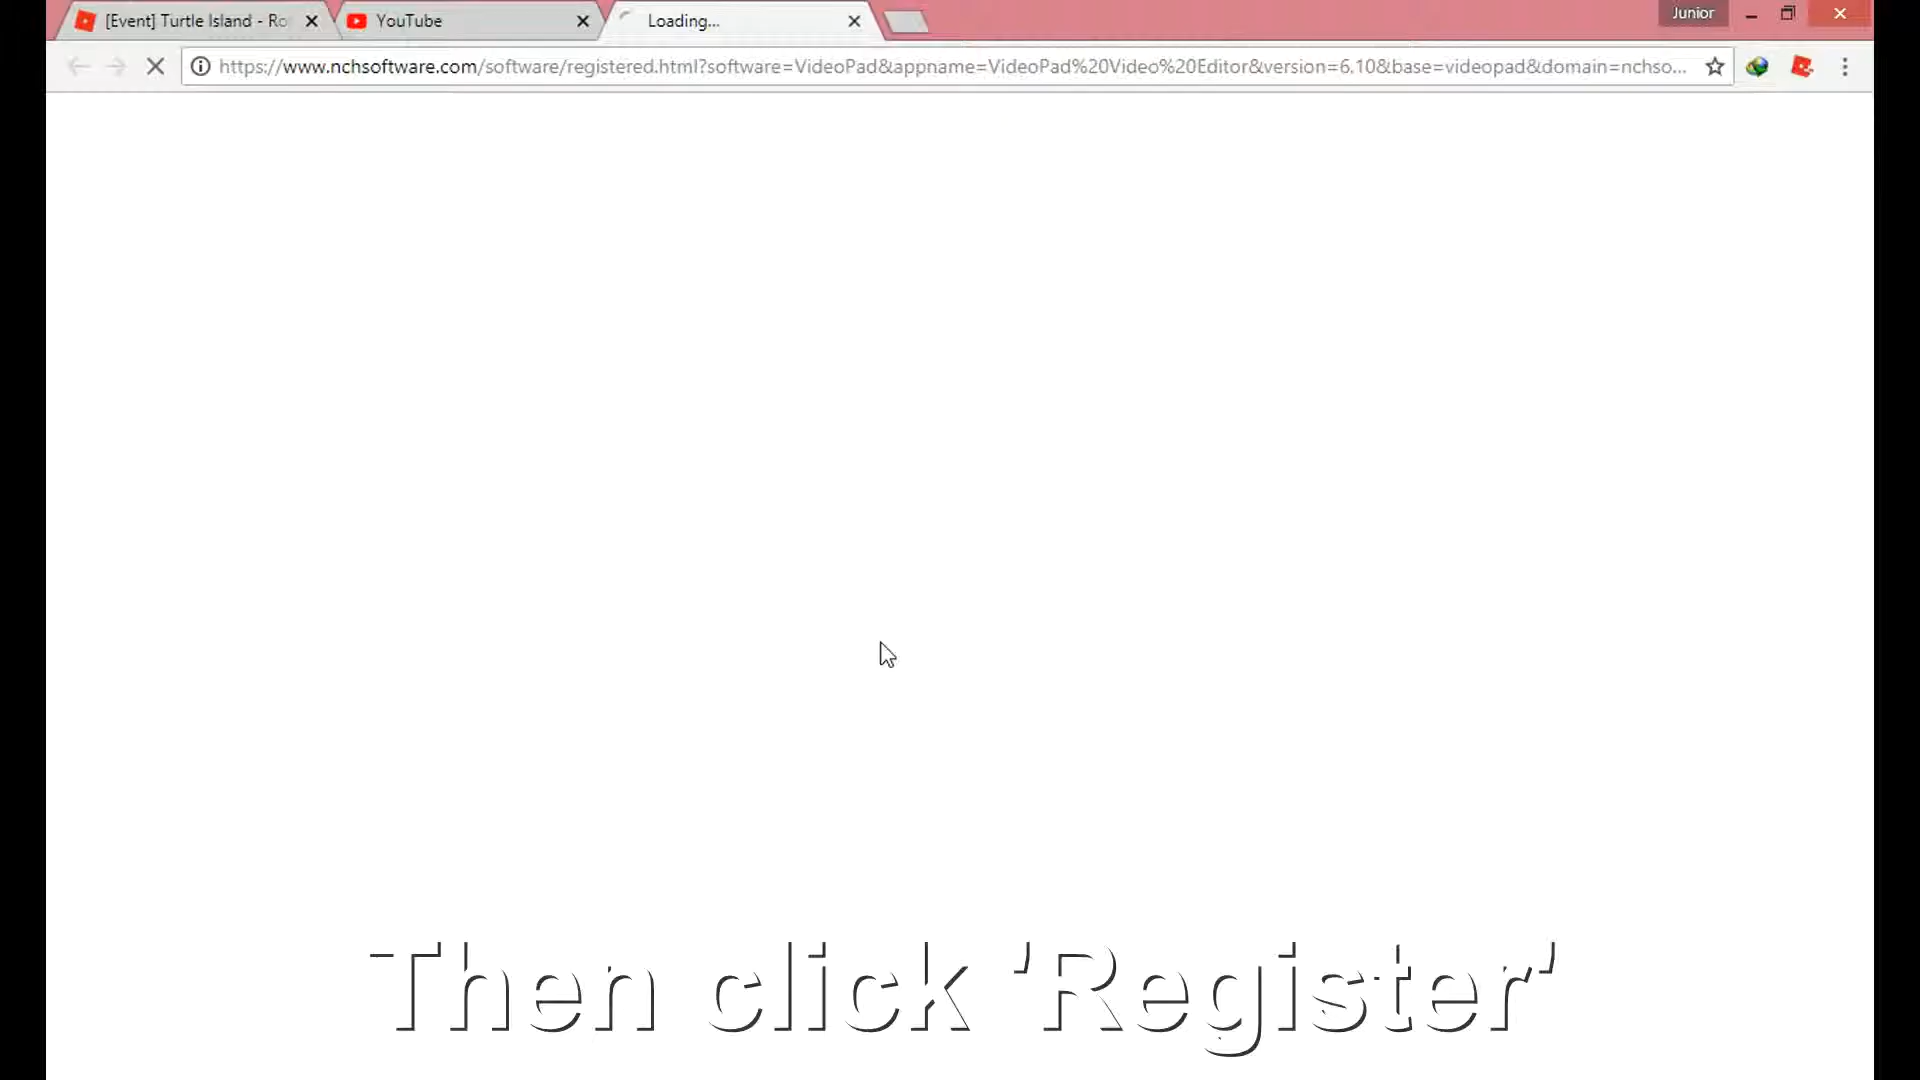 [Event] Turtle Island - Ro
YouTube
Loading...
Junior
https://www.nchsoftware.com/software/registered.html?software=VideoPad&appname=VideoPad%20Video%20Editor&version=6.10&base=videopad&domain=nchso...
Then click 'Register'